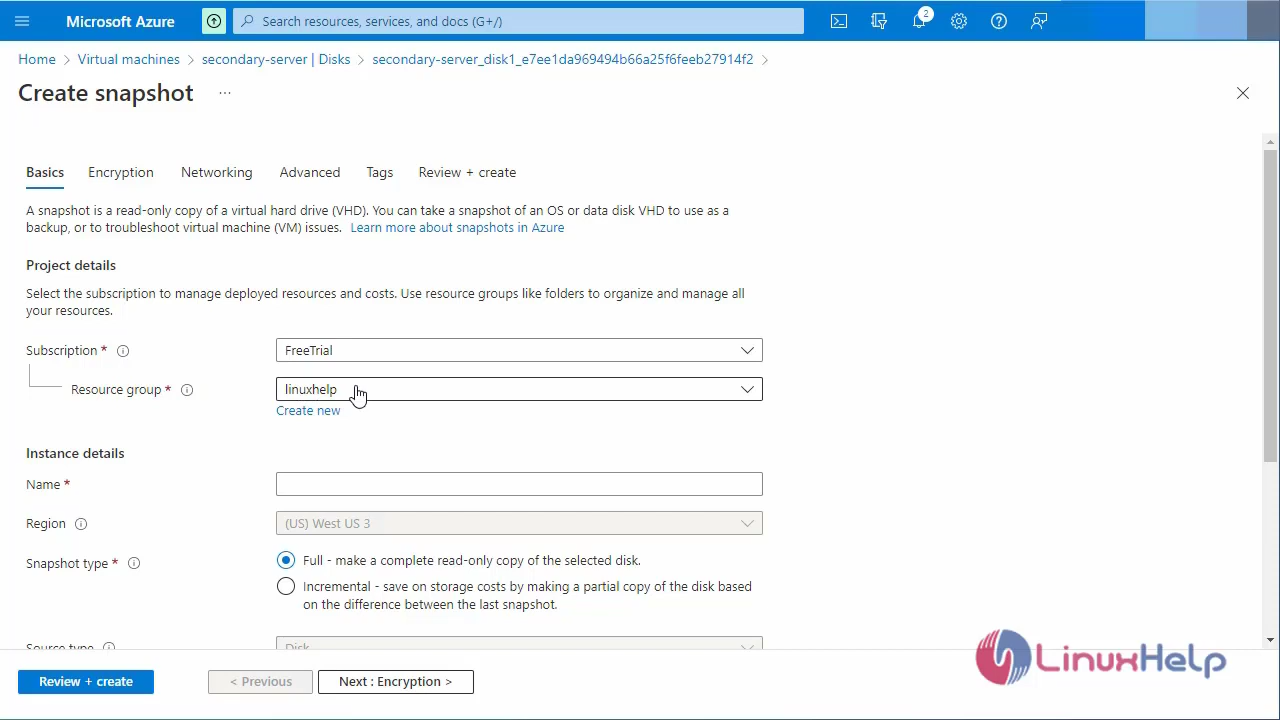 Microsoft Azure
Search resources, services, and docs (G+/)
2
Home > Virtual machines > secondary-server | Disks > secondary-server_disk1_e7ee1da969494b66a25f6feeb27914f2 >
Create snapshot ...
Basics Encryption Networking Advanced Tags Review + create
A snapshot is a read-only copy of a virtual hard drive (VHD). You can take a snapshot of an OS or data disk VHD to use as a
backup, or to troubleshoot virtual machine (VM) issues. Learn more about snapshots in Azure
Project details
Select the subscription to manage deployed resources and costs. Use resource groups like folders to organize and manage all
your resources.
Subscription * FreeTrial
Resource group * linuxhelp
Create new
Instance details
Name *
Region (US) West US 3
Snapshot type * Full - make a complete read-only copy of the selected disk.
Incremental - save on storage costs by making a partial copy of the disk based
on the difference between the last snapshot.
Source type Disk
Review + create < Previous Next : Encryption >
LinuxHelp